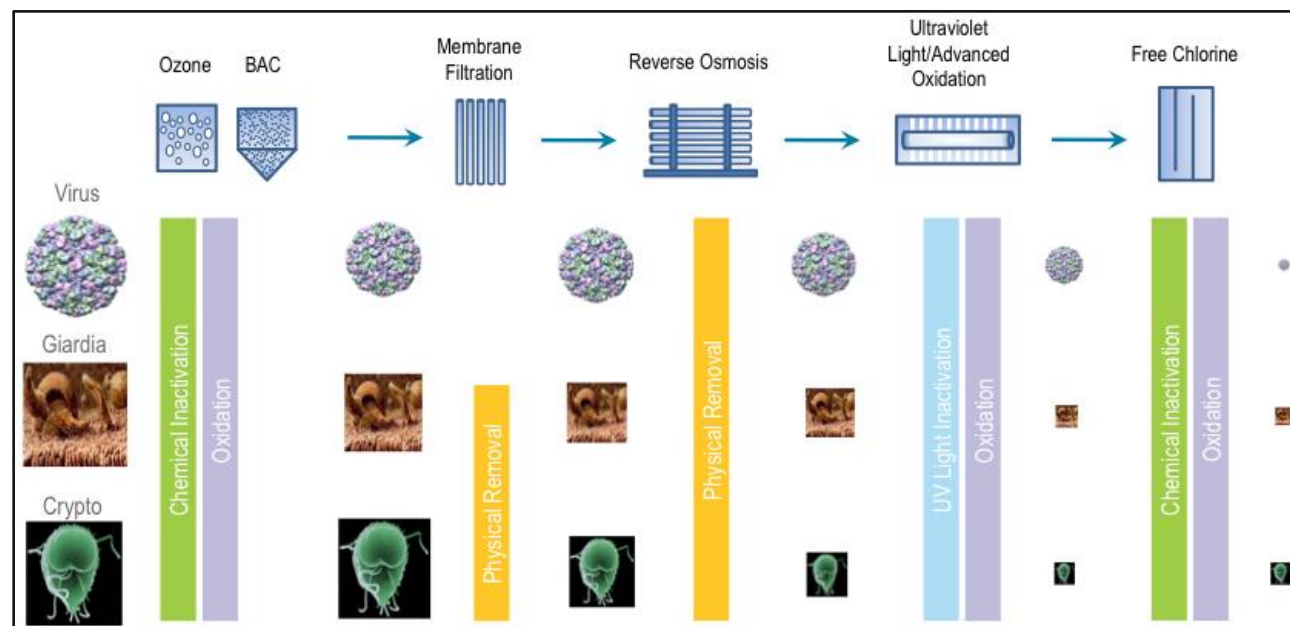 Ozone
BAC
Membrane
Filtration
Reverse Osmosis
Ultraviolet
Light/Advanced
Oxidation
Free Chlorine
Virus
Giardia
Crypto
Chemical Inactivation
Oxidation
Physical Removal
Physical Removal
UV Light Inactivation
Oxidation
Chemical Inactivation
Oxidation